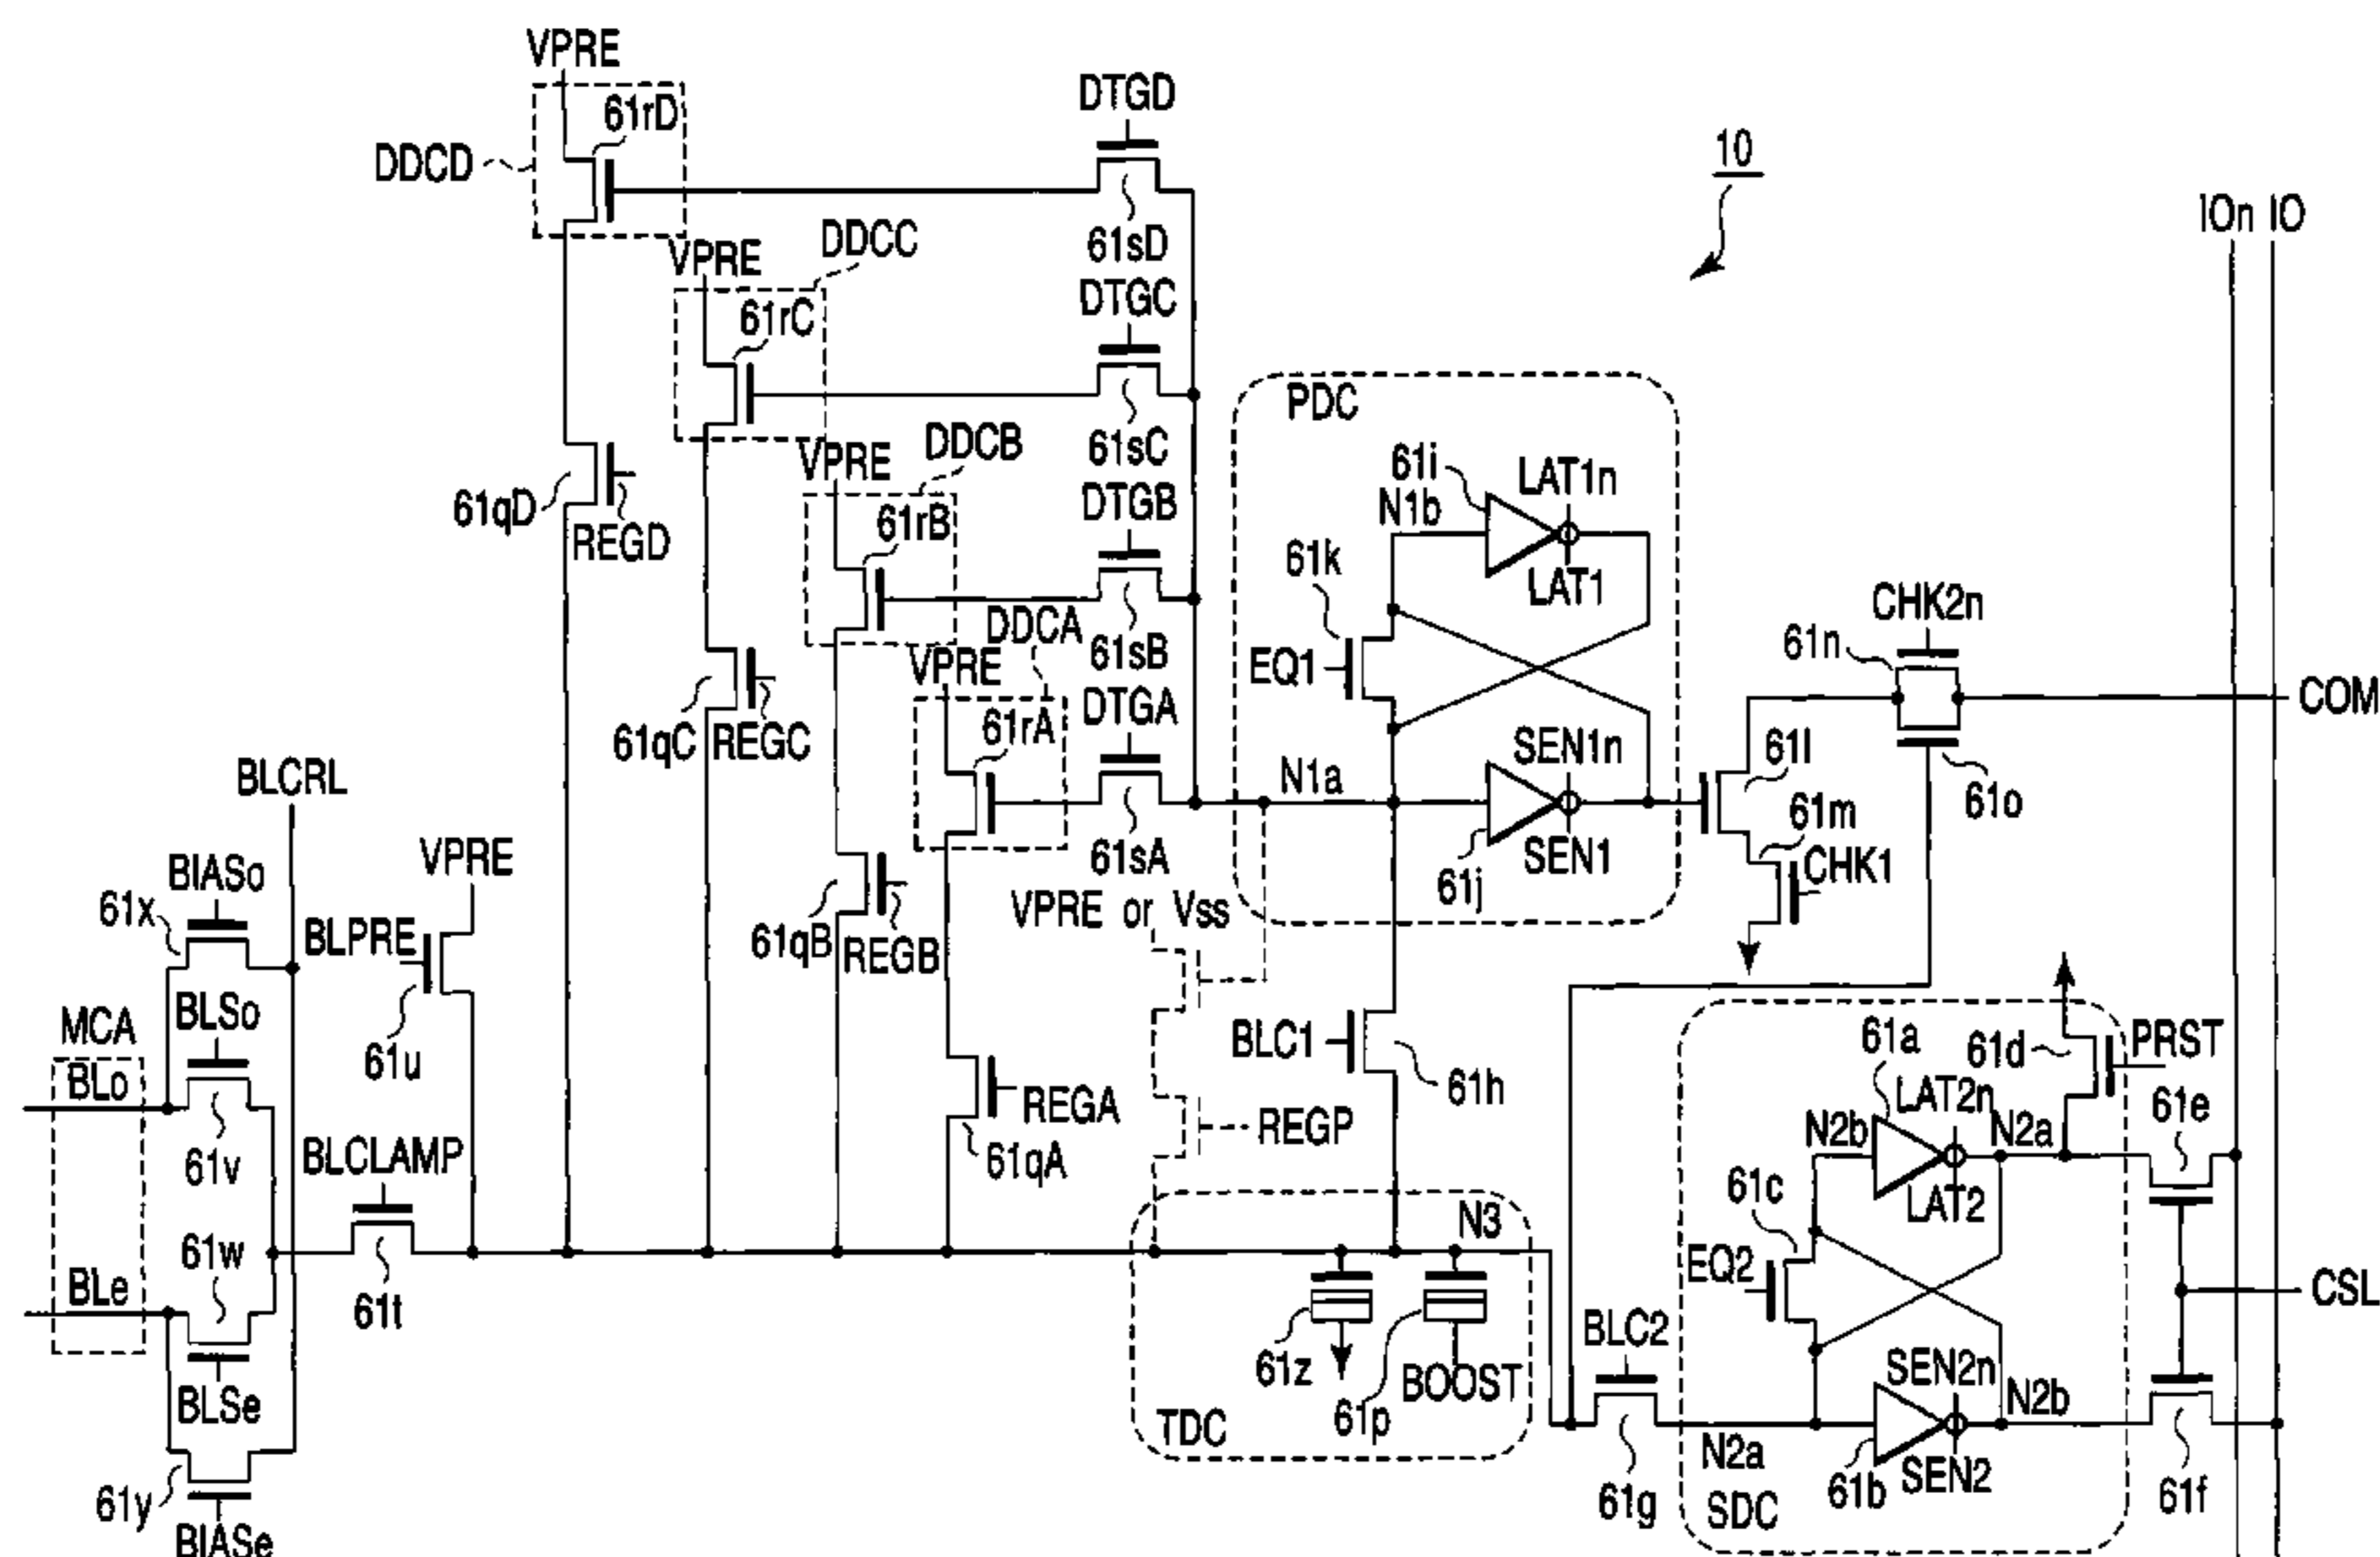 VPRE
61rD
DDCD
DTGD
61sD
10
IOn IO
VPRE
DDCC
61rC
DTGC
61sC
61qD
REGD
VPRE
DDCB
61rB
DTGB
61sB
PDC
61i
LAT1n
N1b
LAT1
61k
EQ1
CHK2n
61n
COM
61qC
REGC
VPRE
DDCA
61rA
DTGA
61sA
N1a
SEN1n
SEN1
61j
61l
61m
CHK1
61o
BLCRL
BIASo
61x
VPRE
BLPRE
61u
61qB
REGB
VPRE or Vss
MCA
BLSo
BLo
61v
BLC1
61h
REGA
61qA
REGP
61a
61d
PRST
LAT2n
61e
N2b
N2a
LAT2
BLCLAMP
61w
61t
BLe
BLSe
61y
BIASe
N3
61z
61p
BOOST
TDC
61c
EQ2
CSL
BLC2
61g
N2a
SEN2n
N2b
SEN2
61b
61f
SDC